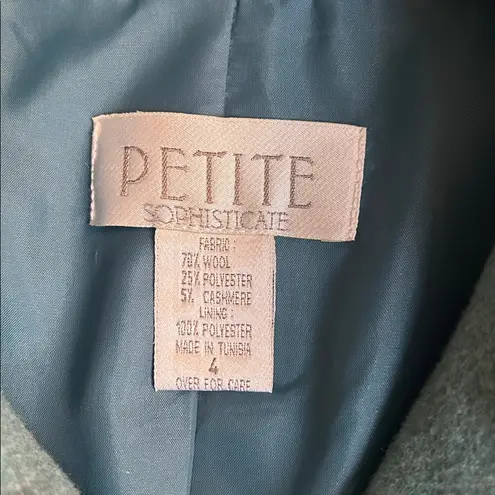 PETITE
SOPHISTICATE
FABRIC :
70% WOOL
25% POLYESTER
5% CASHMERE
LINING :
100% POLYESTER
MADE IN TUNISIA
4
OVER FOR CARE